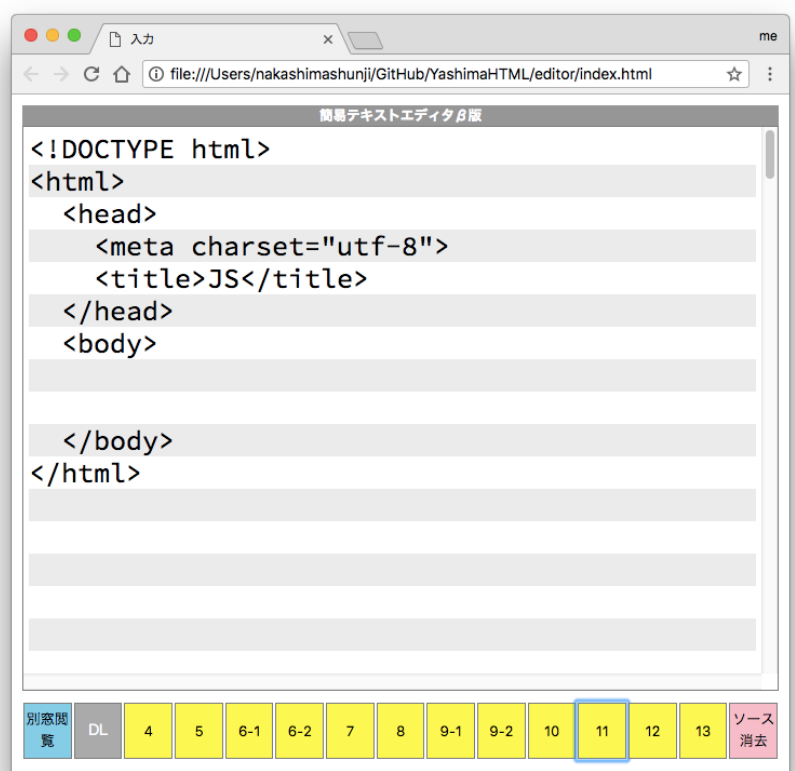 入力
me
file:///Users/nakashimashunji/GitHub/YashimaHTML/editor/index.html
簡易テキストエディタβ版
<!DOCTYPE html>
<html>
  <head>
    <meta charset="utf-8">
    <title>JS</title>
  </head>
  <body>
  </body>
</html>
別窓閲覧 DL 4 5 6-1 6-2 7 8 9-1 9-2 10 11 12 13 ソース消去